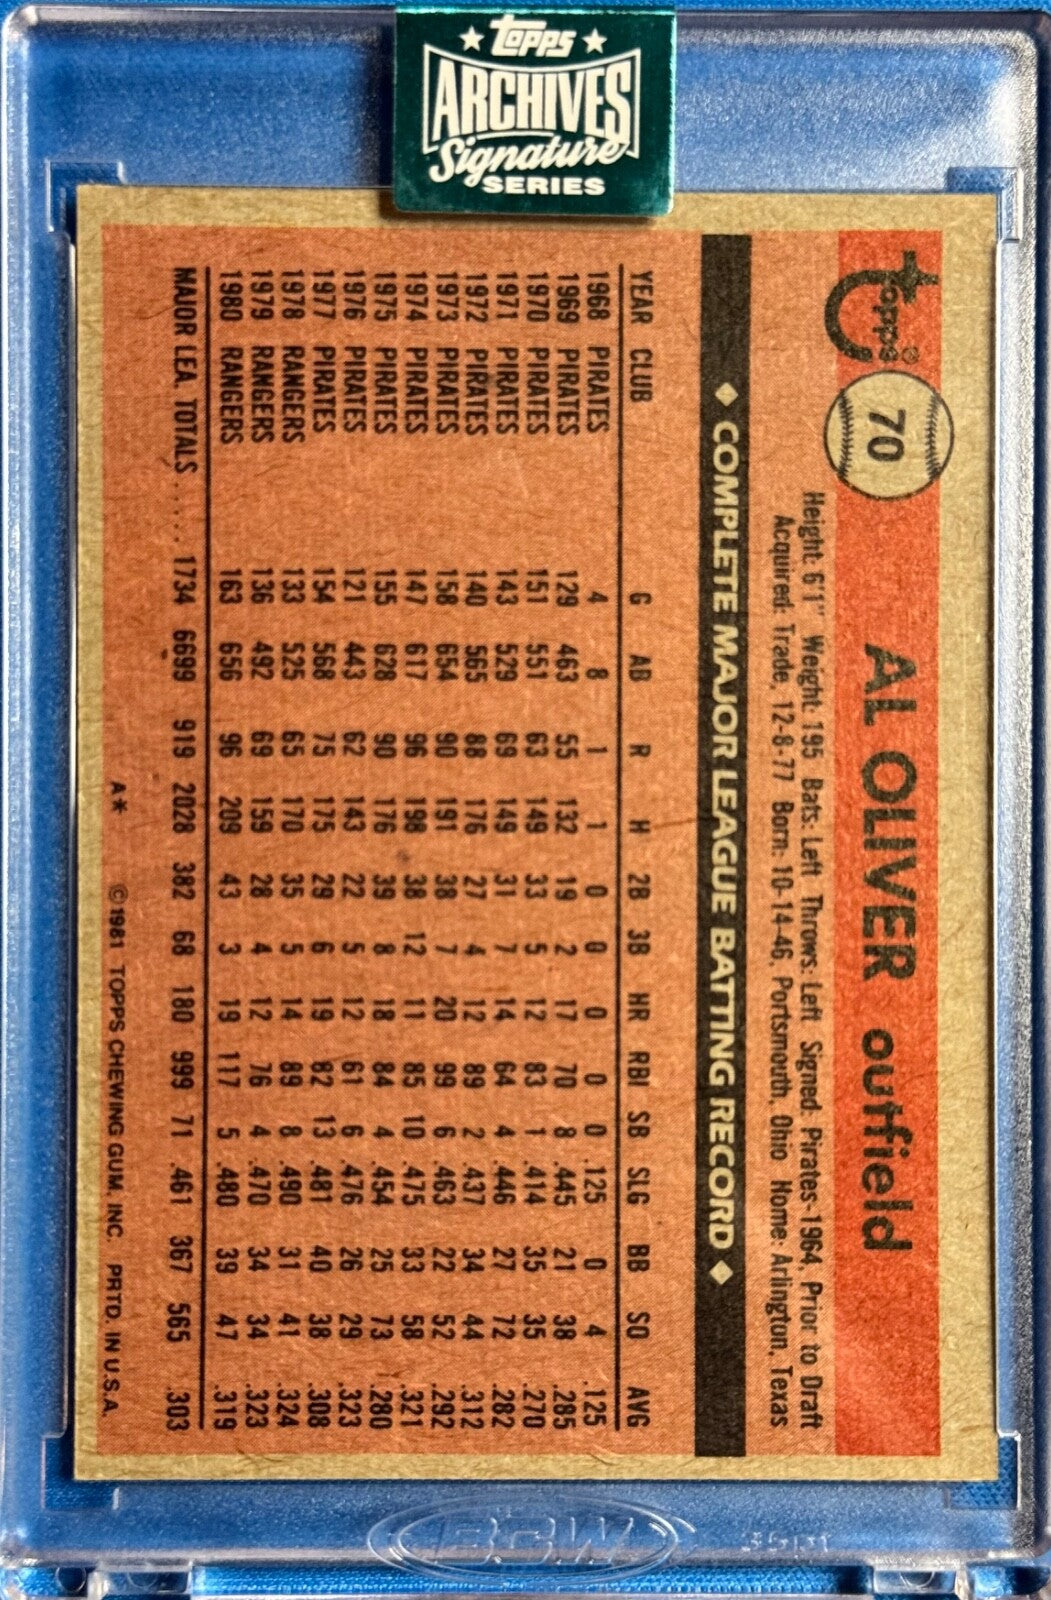 Topps
ARCHIVES
Signature
SERIES
Topps®
70
AL OLIVER outfield
Height: 6'1" Weight: 195 Bats: Left Throws: Left Signed: Pirates-1964, Prior to Draft
Acquired: Trade, 12-8-77 Born: 10-14-46, Portsmouth, Ohio Home: Arlington, Texas
◆ COMPLETE MAJOR LEAGUE BATTING RECORD ◆
YEAR CLUB G AB R H 2B 3B HR RBI SB SLG BB SO AVG
1968 PIRATES 4 8 1 1 0 0 0 0 0 .125 0 4 .125
1969 PIRATES 129 463 55 132 19 2 17 70 8 .445 21 38 .285
1970 PIRATES 151 551 63 149 33 5 12 83 1 .414 35 35 .270
1971 PIRATES 143 529 69 149 31 7 14 64 4 .446 27 72 .282
1972 PIRATES 140 565 88 176 27 4 12 89 2 .437 34 44 .312
1973 PIRATES 158 654 90 191 38 7 20 99 6 .463 22 52 .292
1974 PIRATES 147 617 96 198 38 12 11 85 10 .475 33 58 .321
1975 PIRATES 155 628 90 176 39 8 18 84 4 .454 25 73 .280
1976 PIRATES 121 443 62 143 22 5 12 61 6 .476 26 29 .323
1977 PIRATES 154 568 75 175 29 6 19 82 13 .481 40 38 .308
1978 RANGERS 133 525 65 170 35 5 14 89 8 .490 31 41 .324
1979 RANGERS 136 492 69 159 28 4 12 76 4 .470 34 34 .323
1980 RANGERS 163 656 96 209 43 3 19 117 5 .480 39 47 .319
MAJOR LEA. TOTALS ...... 1734 6699 919 2028 382 68 180 999 71 .461 367 565 .303
A* ©1981 TOPPS CHEWING GUM, INC. PRTD. IN U.S.A.
BCW